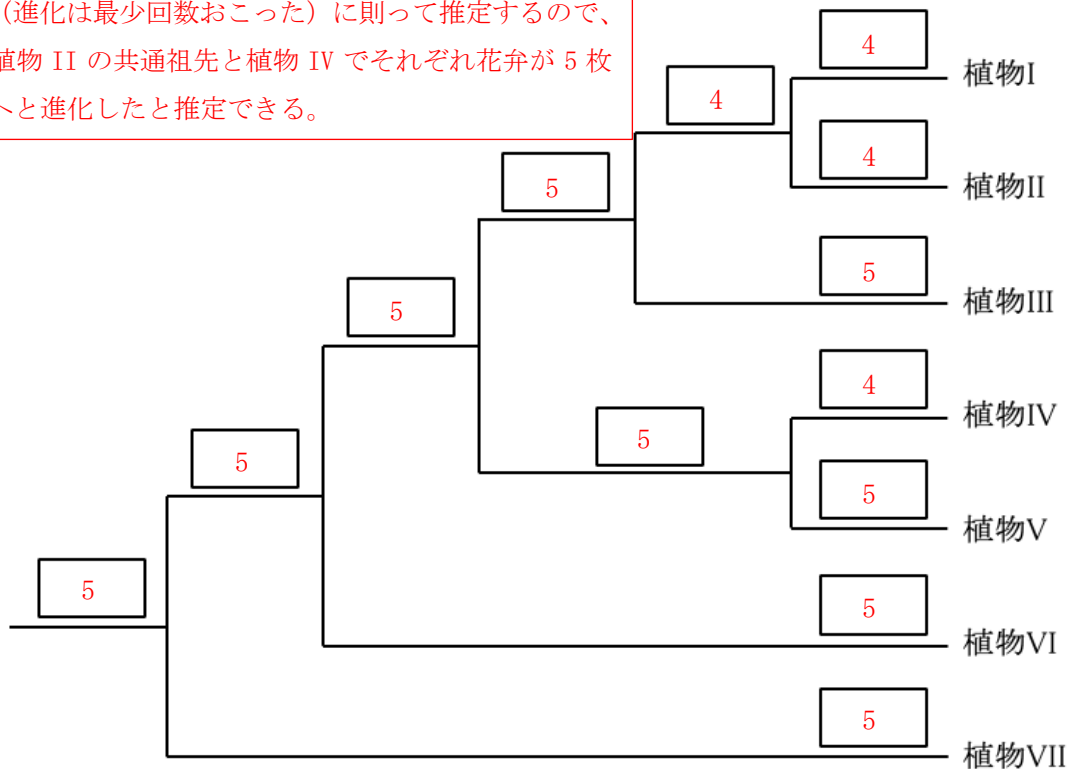 （進化は最少回数おこった）に則って推定するので、
植物 II の共通祖先と植物 IV でそれぞれ花弁が 5 枚
へと進化したと推定できる。
4
植物I
4
4
植物II
5
5
植物III
5
4
植物IV
5
5
植物V
5
5
5
植物VI
5
植物VII